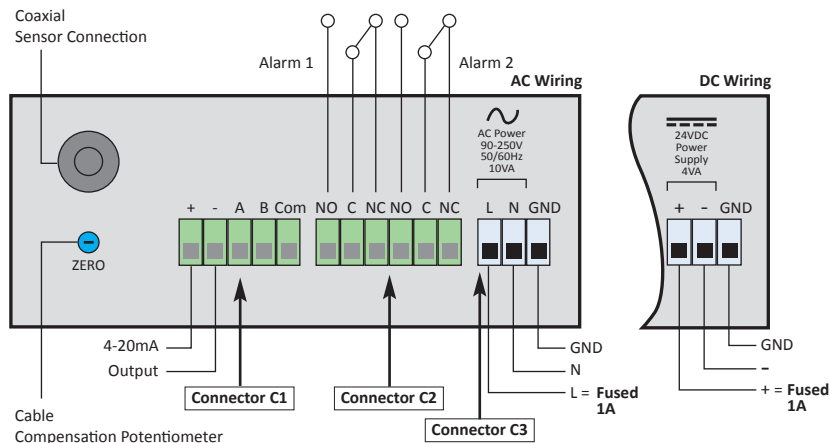 Coaxial
Sensor Connection
Alarm 1
Alarm 2
AC Wiring
DC Wiring
AC Power
90-250V
50/60Hz
10VA
24VDC
Power
Supply
4VA
+ - A B Com
NO C NC NO C NC
L N GND
+ - GND
ZERO
4-20mA
Output
Connector C1
Connector C2
Connector C3
GND
N
L = Fused
1A
GND
-
+ = Fused
1A
Cable
Compensation Potentiometer